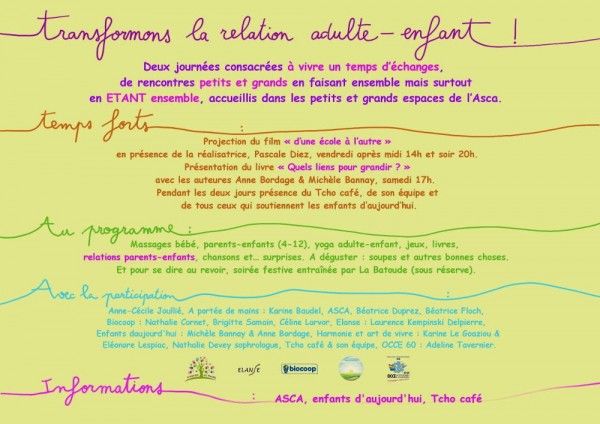 transformons la relation adulte-enfant !
Deux journées consacrées à vivre un temps d'échanges,
de rencontres petits et grands en faisant ensemble mais surtout
en ETANT ensemble, accueillis dans les petits et grands espaces de l'Asca.
temps forts :
Projection du film « d'une école à l'autre »
en présence de la réalisatrice, Pascale Diez, vendredi après midi 14h et soir 20h.
Présentation du livre « Quels liens pour grandir ? »
avec les auteures Anne Bordage & Michèle Bannay, samedi 17h.
Pendant les deux jours présence du Tcho café, de son équipe et
de tous ceux qui soutiennent les enfants d'aujourd'hui.
Au programme :
Massages bébé, parents-enfants (4-12), yoga adulte-enfant, jeux, livres,
relations parents-enfants, chansons et... surprises. A déguster : soupes et autres bonnes choses.
Et pour se dire au revoir, soirée festive entraînée par La Batoude (sous réserve).
Avec la participation :
Anne-Cécile Joullié, A portée de mains : Karine Baudel, ASCA, Béatrice Duprez, Béatrice Floch,
Biocoop : Nathalie Cornet, Brigitte Samain, Céline Larvor, Elanse : Laurence Kempinski Delpierre,
Enfants daujourd'hui : Michèle Bannay & Anne Bordage, Harmonie et art de vivre : Karine Le Goaziou &
Eléonore Lespiac, Nathalie Devey sophrologue, Tcho café & son équipe, OCCE 60 : Adeline Tavernier.
ELANSE
biocoop
Informations :
ASCA, enfants d'aujourd'hui, Tcho café